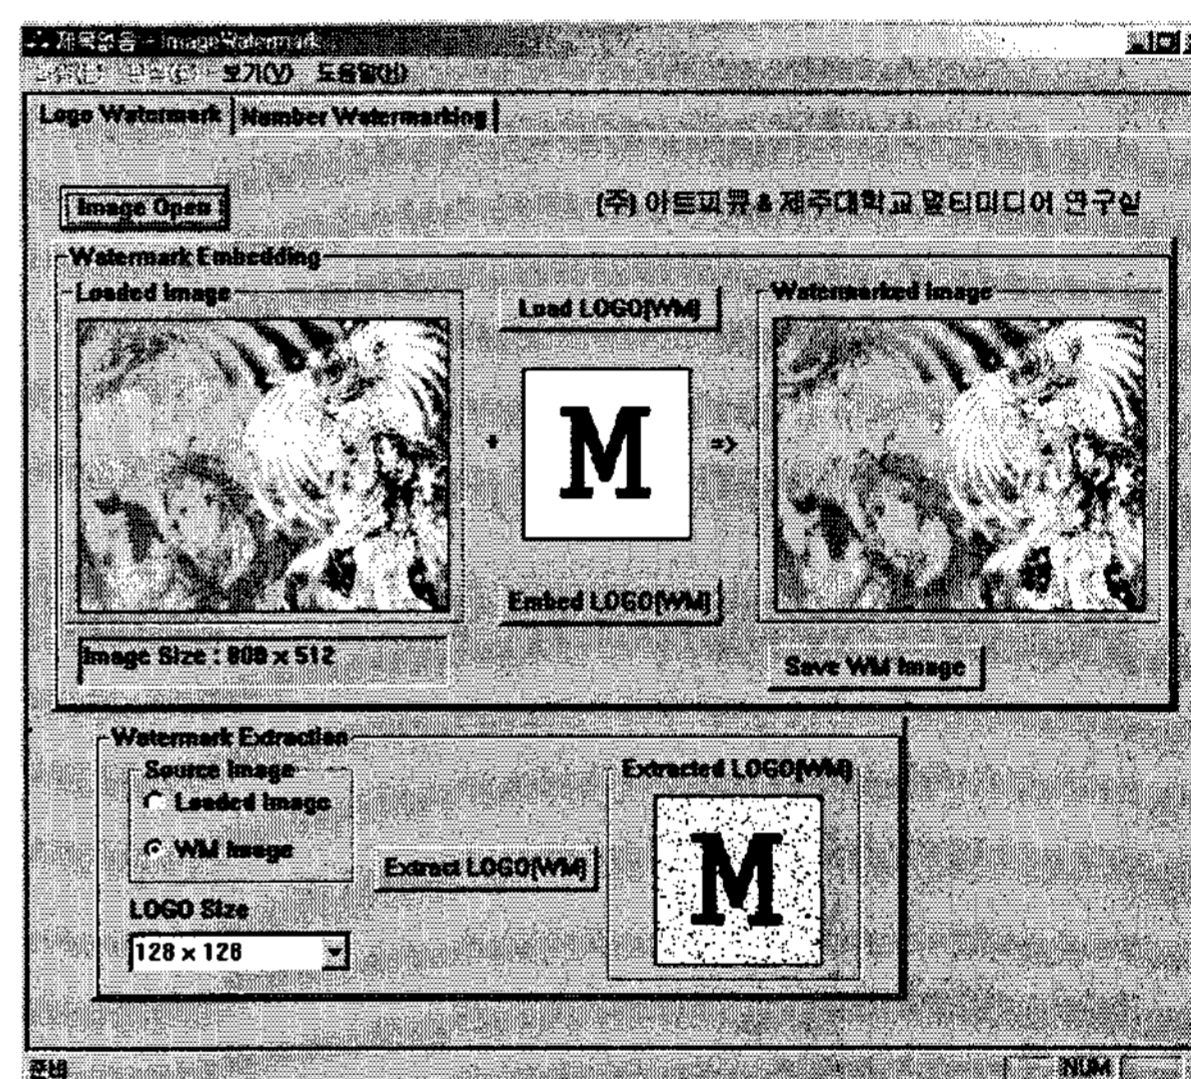 제목없음 - ImageWatermark
보기(V) 도움말(H)
Logo Watermark Number Watermarking
Image Open
(주) 아트피큐 & 제주대학교 멀티미디어 연구실
Watermark Embedding
Loaded Image
Load LOGO[WM]
Watermarked Image
M
+
=>
Embed LOGO[WM]
Image Size : 800 x 512
Save WM Image
Watermark Extraction
Source Image
Loaded Image
WM Image
Extract LOGO[WM]
Extracted LOGO[WM]
M
LOGO Size
128 x 128
준비
NUM